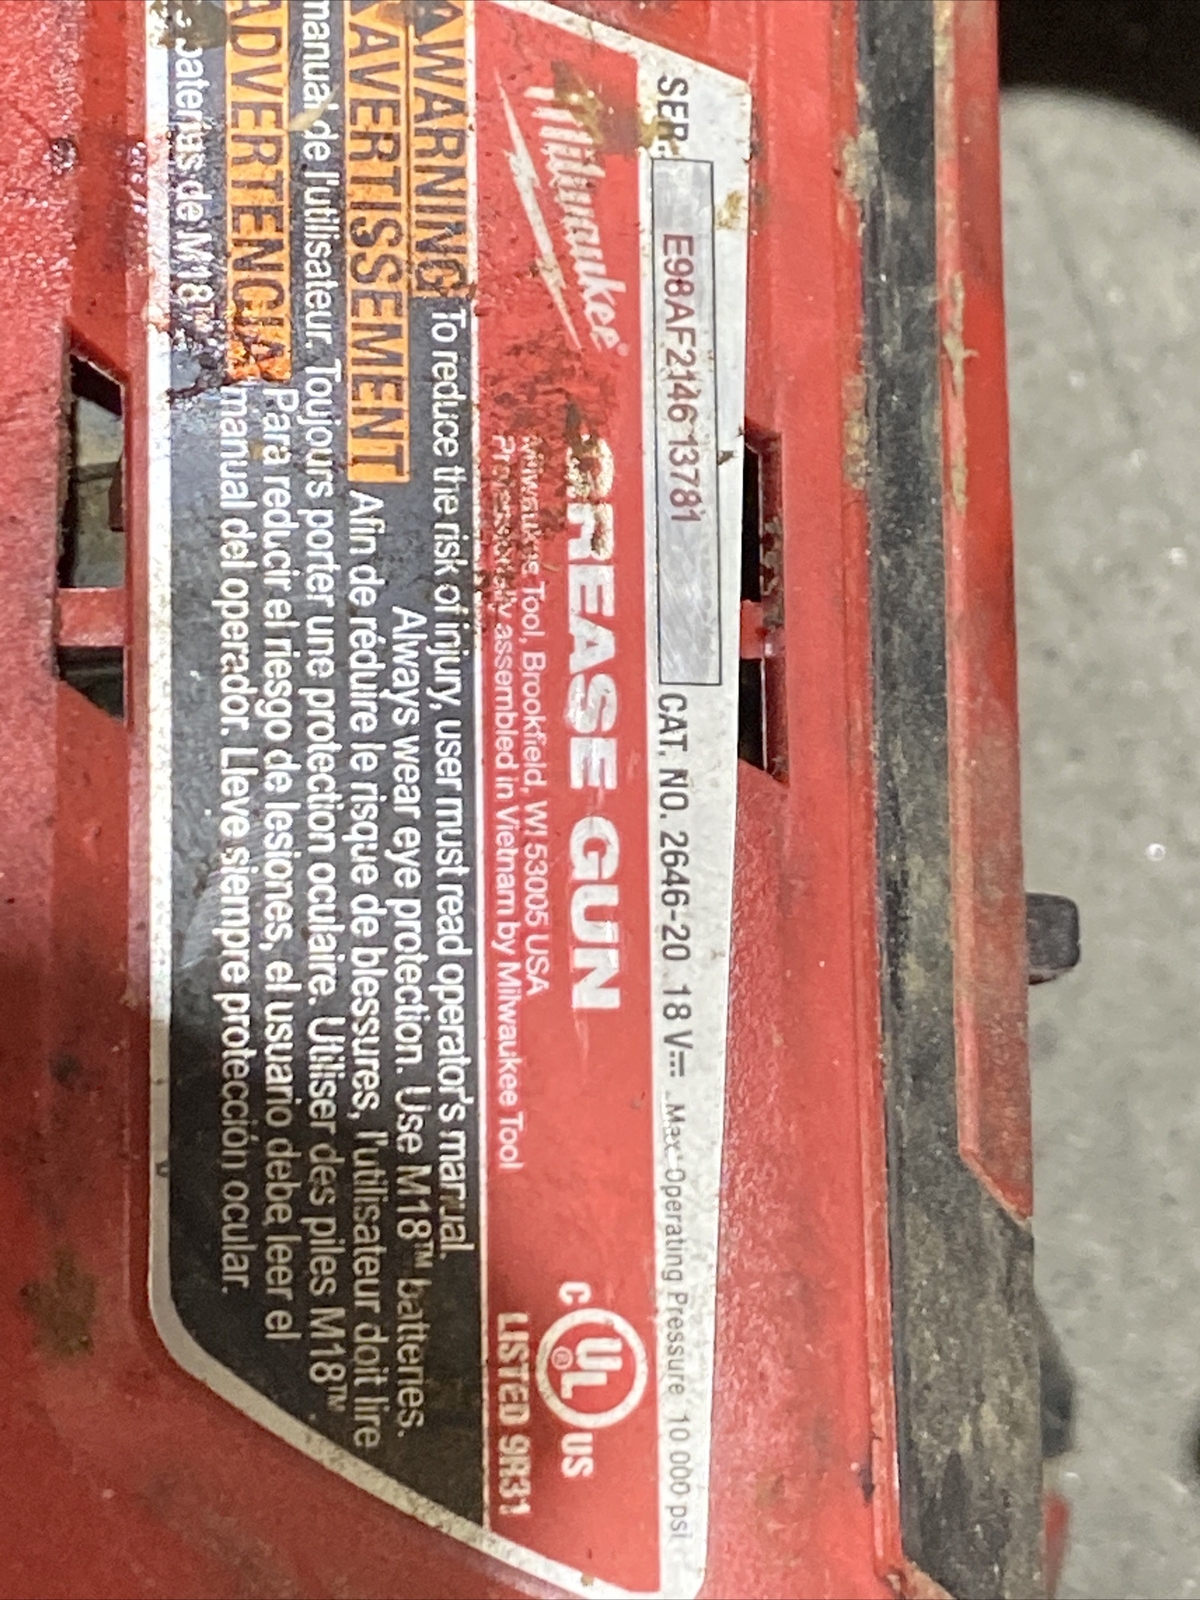 SER. E98AF214613781 CAT. NO. 2646-20 18 V⎓ Max Operating Pressure 10 000 psi
Milwaukee®
GREASE GUN
Milwaukee Tool, Brookfield, WI 53005 USA
Professionally assembled in Vietnam by Milwaukee Tool
C UL® US
LISTED 9R31
WARNING To reduce the risk of injury, user must read operator's manual.
Always wear eye protection. Use M18™ batteries.
AVERTISSEMENT Afin de réduire le risque de blessures, l'utilisateur doit lire
manual de l'utilisateur. Toujours porter une protection oculaire. Utiliser des piles M18™.
ADVERTENCIA Para reducir el riesgo de lesiones, el usuario debe leer el
manual del operador. Lleve siempre protección ocular.
baterías de M18™